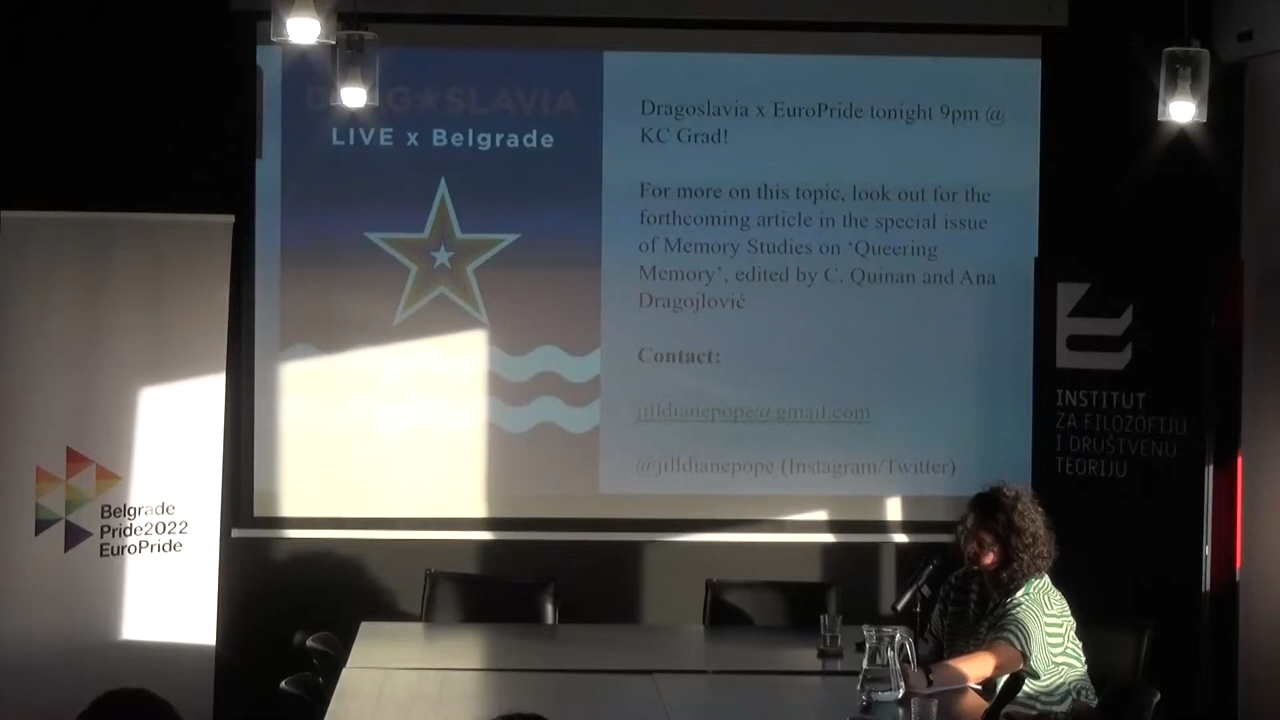 DRAG★SLAVIA
LIVE x Belgrade
Dragoslavia x EuroPride tonight 9pm @
KC Grad!
For more on this topic, look out for the
forthcoming article in the special issue
of Memory Studies on ‘Queering
Memory’, edited by C. Quinan and Ana
Dragojlović
Contact:
jilldianepope@gmail.com
@jilldianepope (Instagram/Twitter)
Belgrade
Pride2022
EuroPride
INSTITUT
ZA FILOZOFIJU
I DRUŠTVENU
TEORIJU